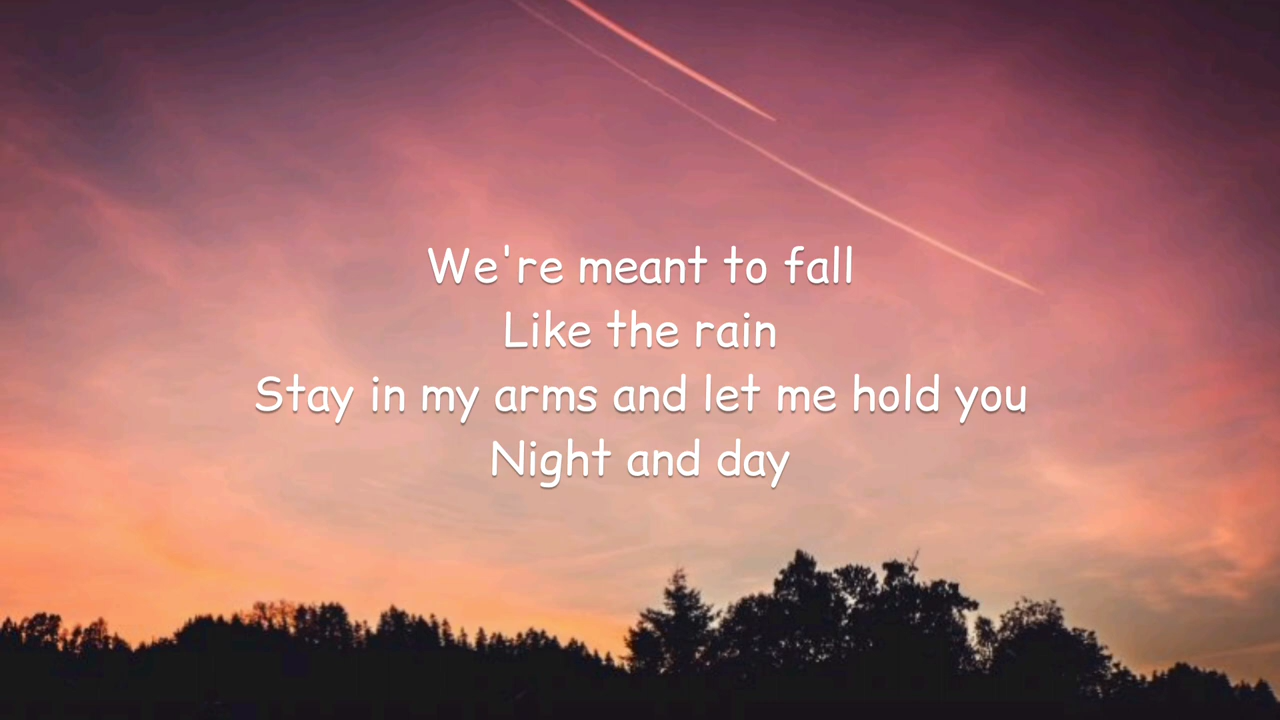 We're meant to fall
Like the rain
Stay in my arms and let me hold you
Night and day